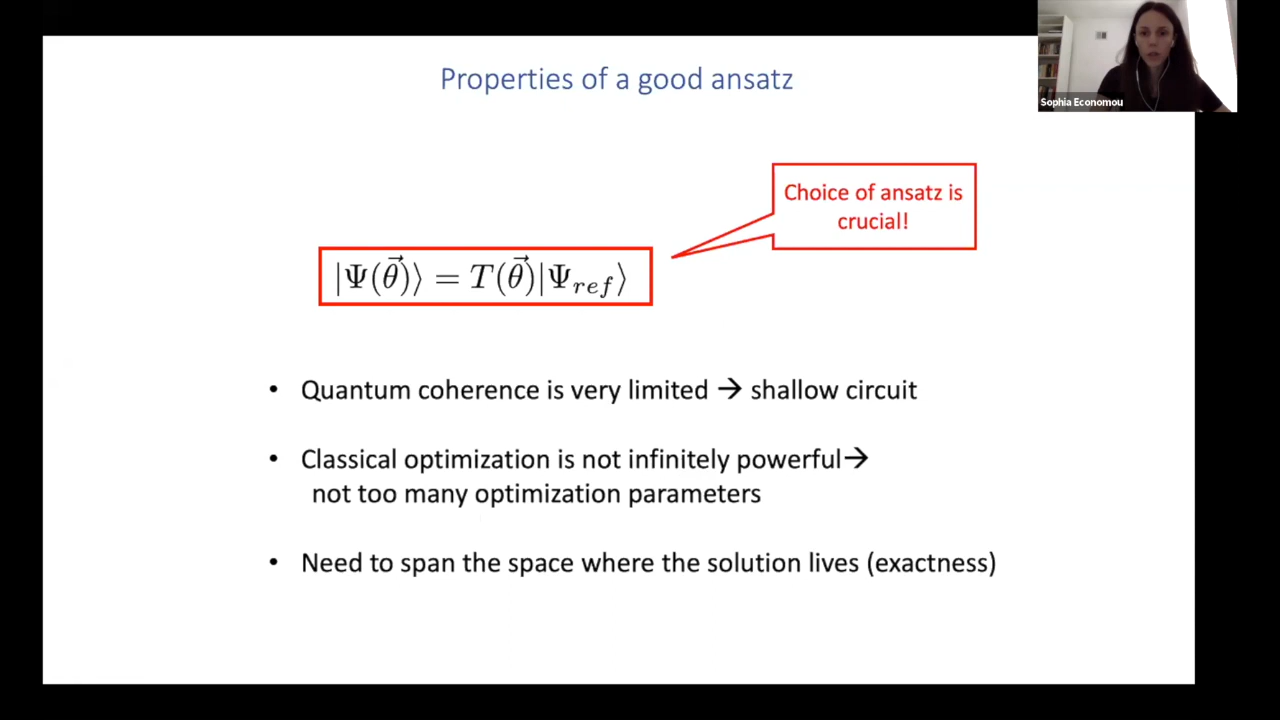 Properties of a good ansatz
Sophia Economou
Choice of ansatz is
crucial!
|Ψ(θ⃗)⟩ = T(θ⃗)|Ψ_ref⟩
• Quantum coherence is very limited → shallow circuit
• Classical optimization is not infinitely powerful→
not too many optimization parameters
• Need to span the space where the solution lives (exactness)